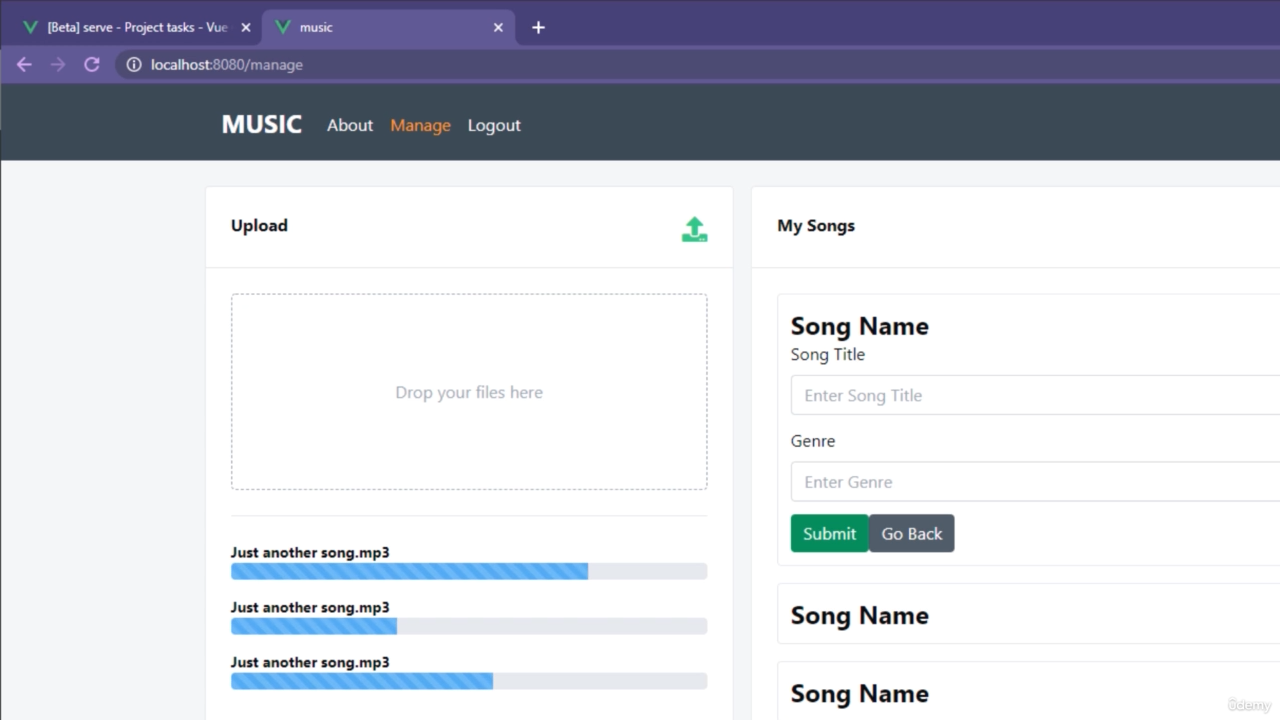 [Beta] serve - Project tasks - Vue
music
localhost:8080/manage
MUSIC About Manage Logout
Upload
Drop your files here
Just another song.mp3
Just another song.mp3
Just another song.mp3
My Songs
Song Name
Song Title
Enter Song Title
Genre
Enter Genre
Submit Go Back
Song Name
Song Name
ûdemy